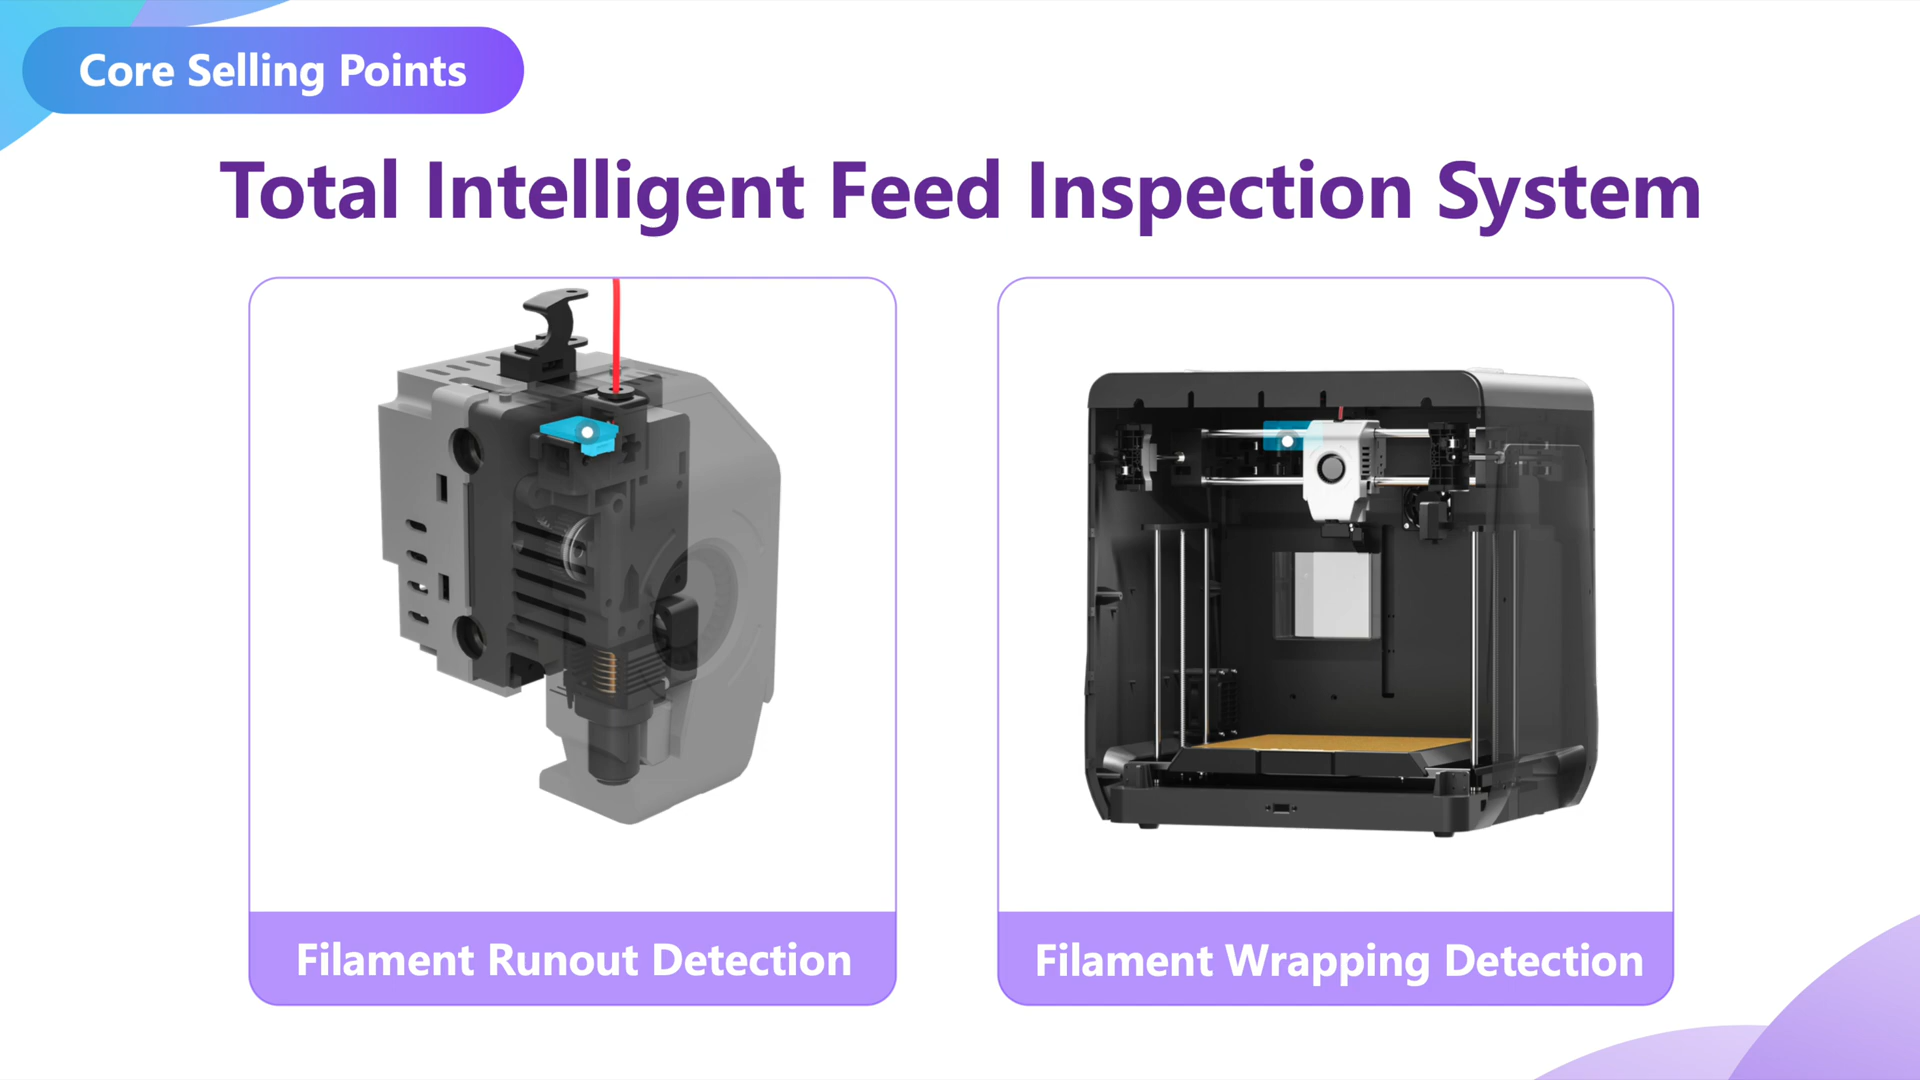 Core Selling Points
Total Intelligent Feed Inspection System
Filament Runout Detection
Filament Wrapping Detection